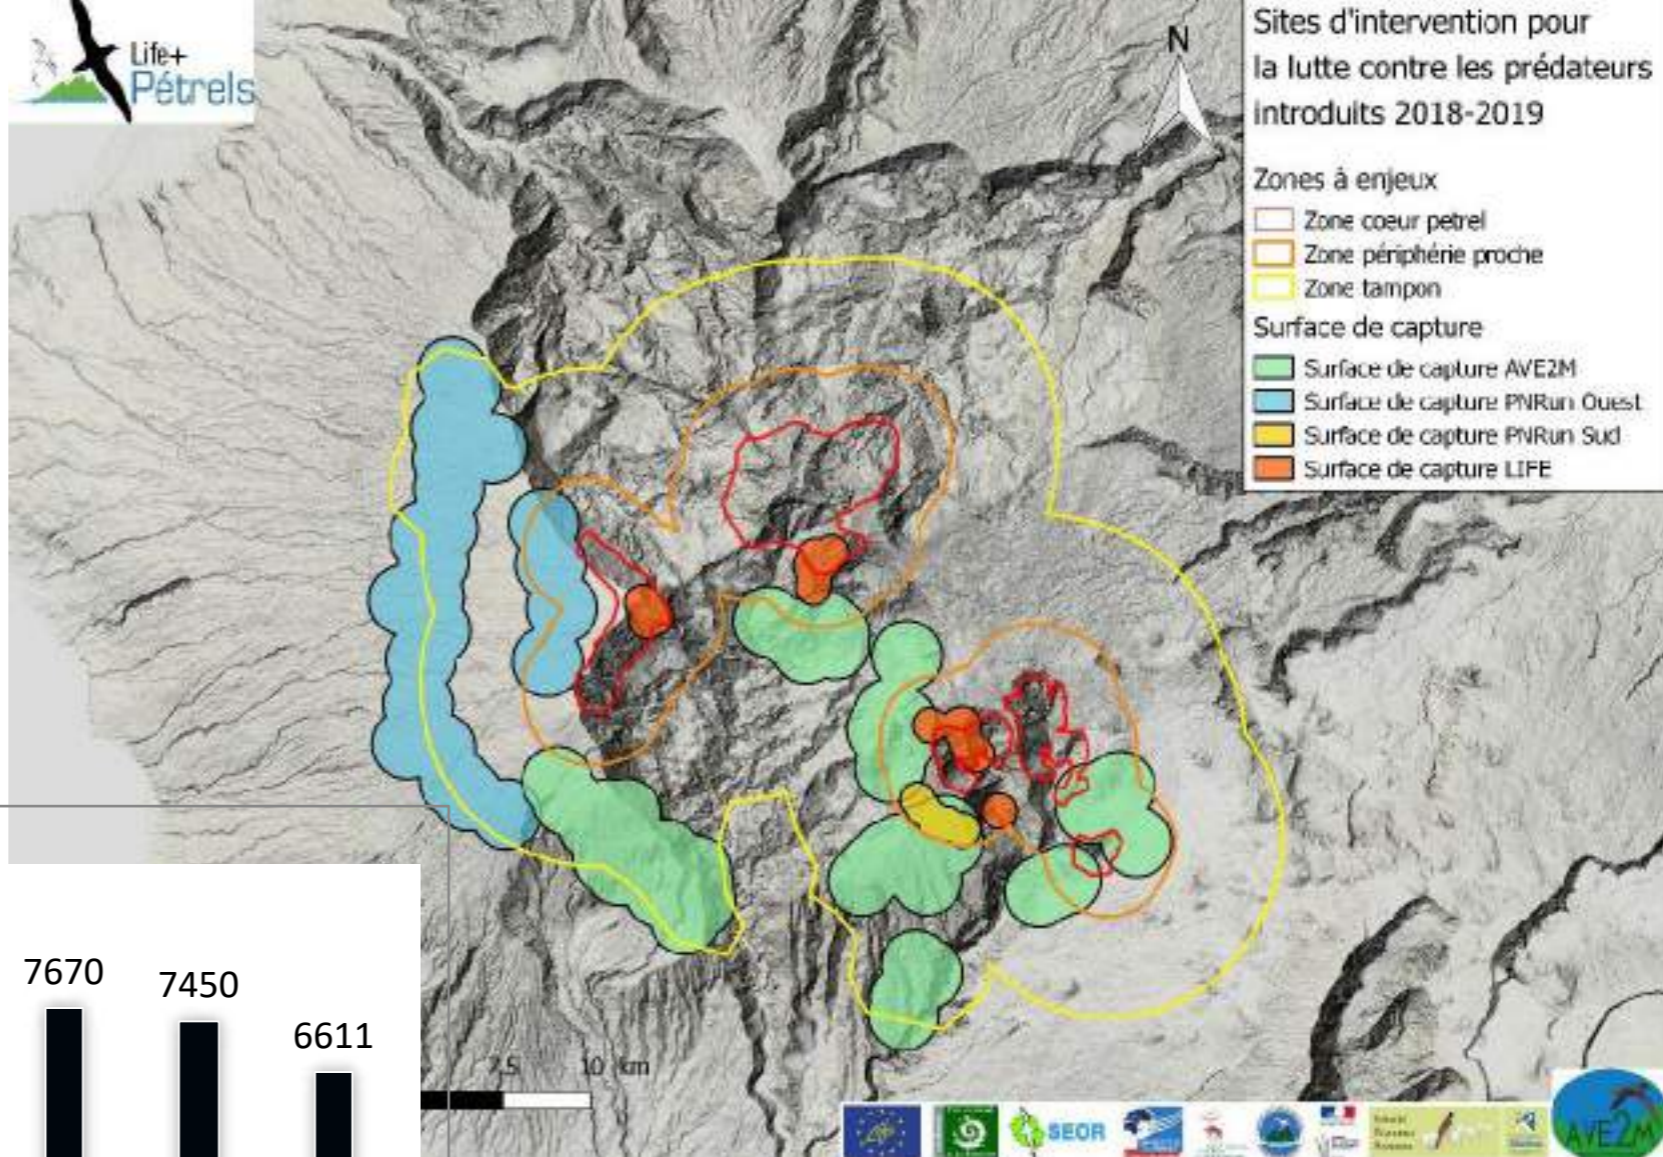 Life+
Pétrels
N
Sites d'intervention pour
la lutte contre les prédateurs
introduits 2018-2019
Zones à enjeux
Zone coeur petrel
Zone périphérie proche
Zone tampon
Surface de capture
Surface de capture AVE2M
Surface de capture PNRun Ouest
Surface de capture PNRun Sud
Surface de capture LIFE
7670
7450
6611
7.5 10 km
SEOR
AVE2M